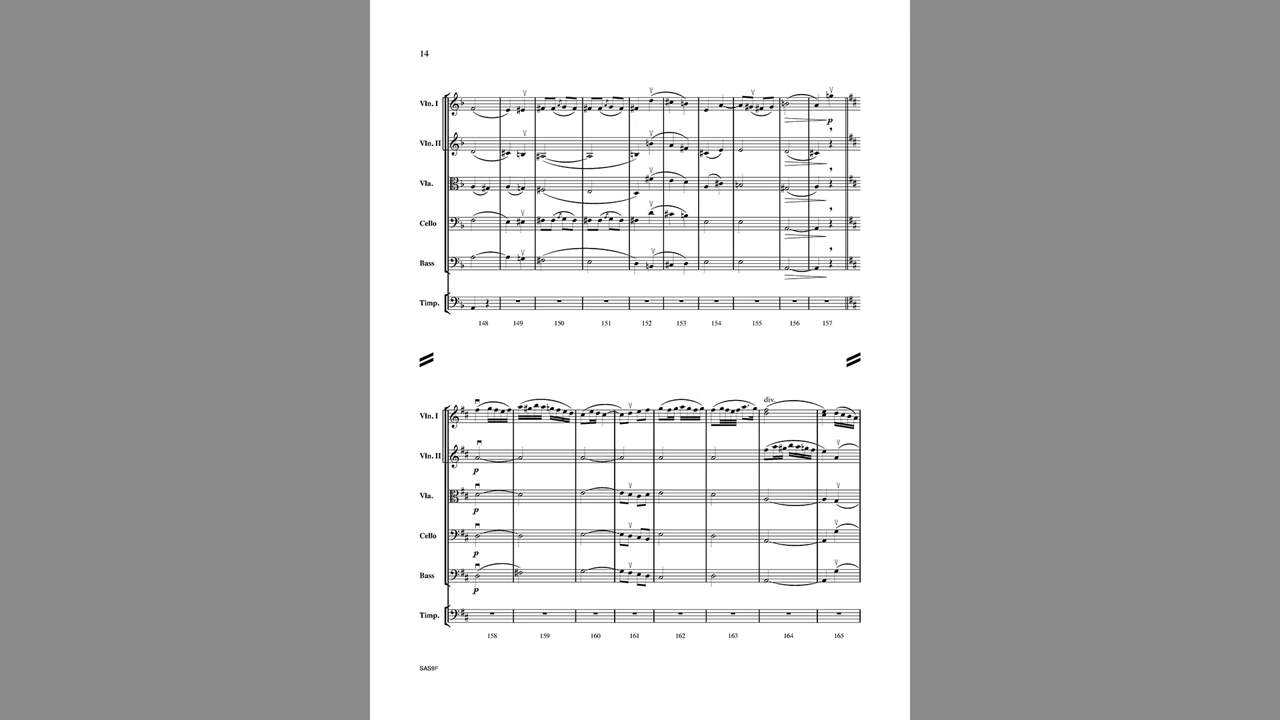 14
Vln. I
p
Vln. II
Vla.
Cello
Bass
Timp.
148 149 150 151 152 153 154 155 156 157
div.
Vln. I
Vln. II
p
Vla.
p
Cello
p
Bass
p
Timp.
158 159 160 161 162 163 164 165
SAS9F